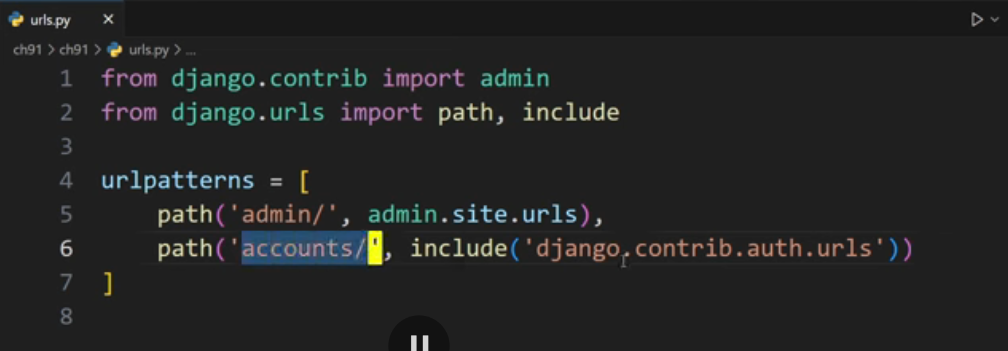 urls.py
ch91 > ch91 > urls.py > ...
1 from django.contrib import admin
2 from django.urls import path, include
3
4 urlpatterns = [
5     path('admin/', admin.site.urls),
6     path('accounts/', include('django.contrib.auth.urls'))
7 ]
8